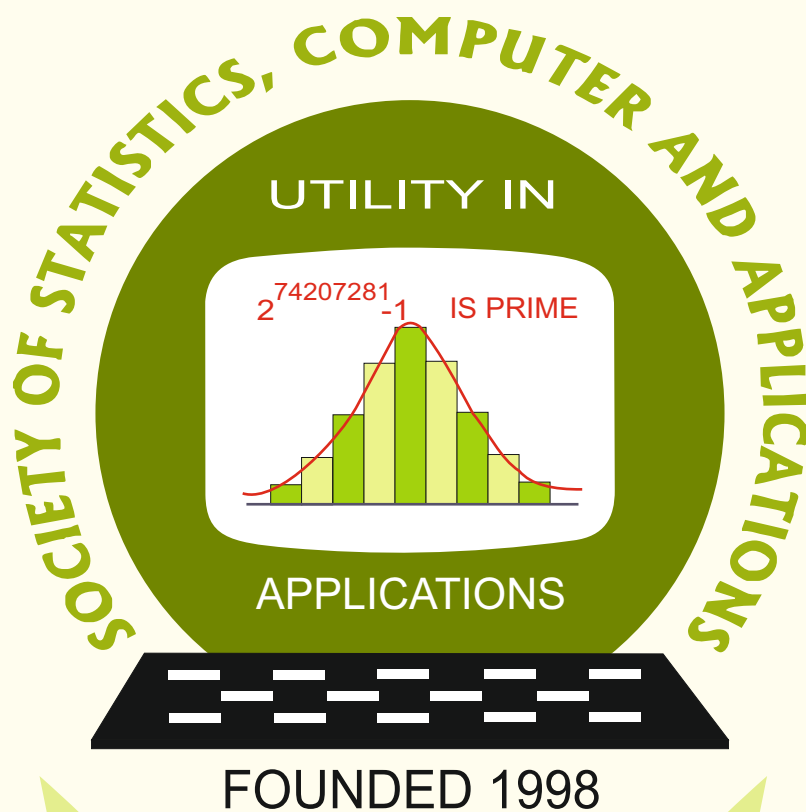 SOCIETY OF STATISTICS, COMPUTER AND APPLICATIONS
UTILITY IN
2^74207281-1 IS PRIME
APPLICATIONS
FOUNDED 1998